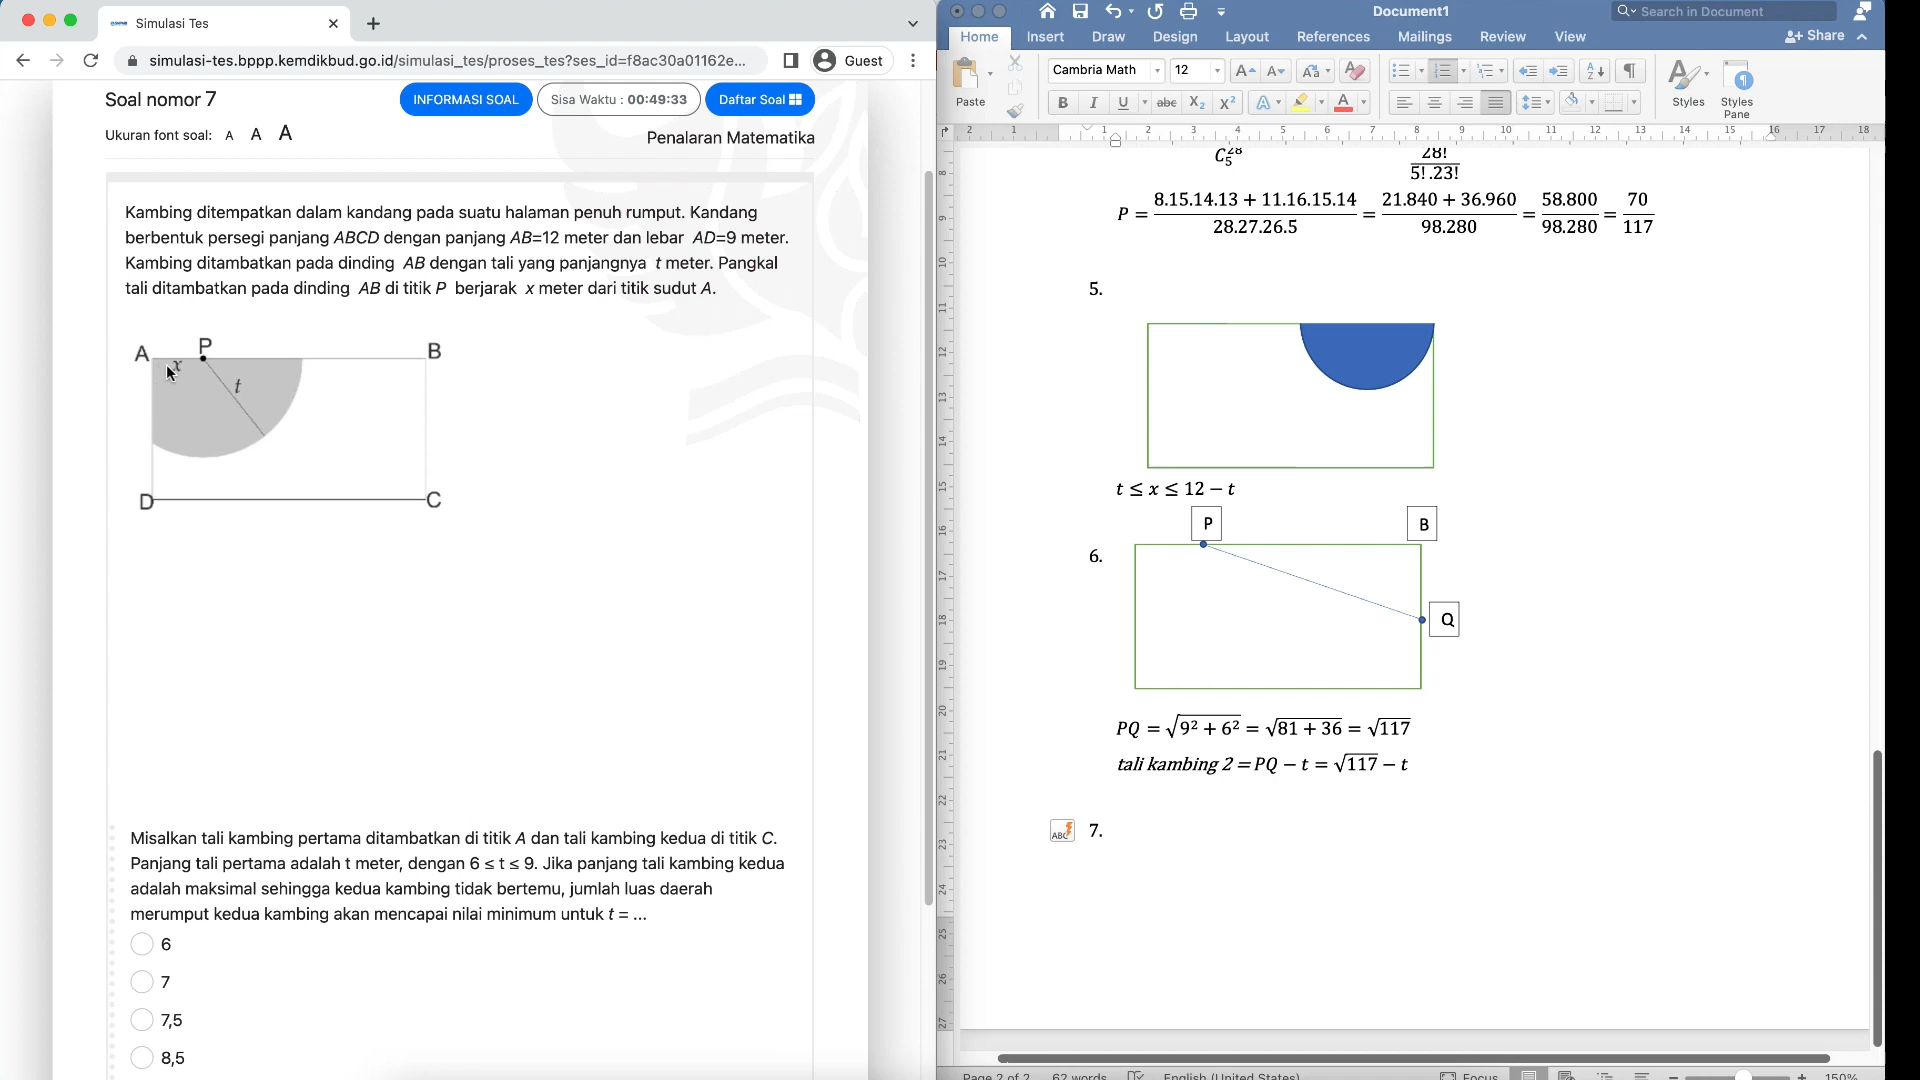 Simulasi Tes
simulasi-tes.bppp.kemdikbud.go.id/simulasi_tes/proses_tes?ses_id=f8ac30a01162e...
Guest
Soal nomor 7
INFORMASI SOAL
Sisa Waktu : 00:49:33
Daftar Soal
Ukuran font soal: A A A
Penalaran Matematika
Kambing ditempatkan dalam kandang pada suatu halaman penuh rumput. Kandang
berbentuk persegi panjang ABCD dengan panjang AB=12 meter dan lebar AD=9 meter.
Kambing ditambatkan pada dinding AB dengan tali yang panjangnya t meter. Pangkal
tali ditambatkan pada dinding AB di titik P berjarak x meter dari titik sudut A.
A P B
x
t
D C
Misalkan tali kambing pertama ditambatkan di titik A dan tali kambing kedua di titik C.
Panjang tali pertama adalah t meter, dengan 6 ≤ t ≤ 9. Jika panjang tali kambing kedua
adalah maksimal sehingga kedua kambing tidak bertemu, jumlah luas daerah
merumput kedua kambing akan mencapai nilai minimum untuk t = ...
6
7
7,5
8,5
Document1
Search in Document
Home Insert Draw Design Layout References Mailings Review View
Share
Paste
Cambria Math 12
Styles
Styles Pane
C₅²⁸ 28!/5!.23!
P = (8.15.14.13 + 11.16.15.14)/(28.27.26.5) = (21.840 + 36.960)/98.280 = 58.800/98.280 = 70/117
5.
t ≤ x ≤ 12 − t
P B
6.
Q
PQ = √(9² + 6²) = √(81 + 36) = √117
tali kambing 2 = PQ − t = √117 − t
7.
Page 2 of 2 62 words English (United States) Focus 150%